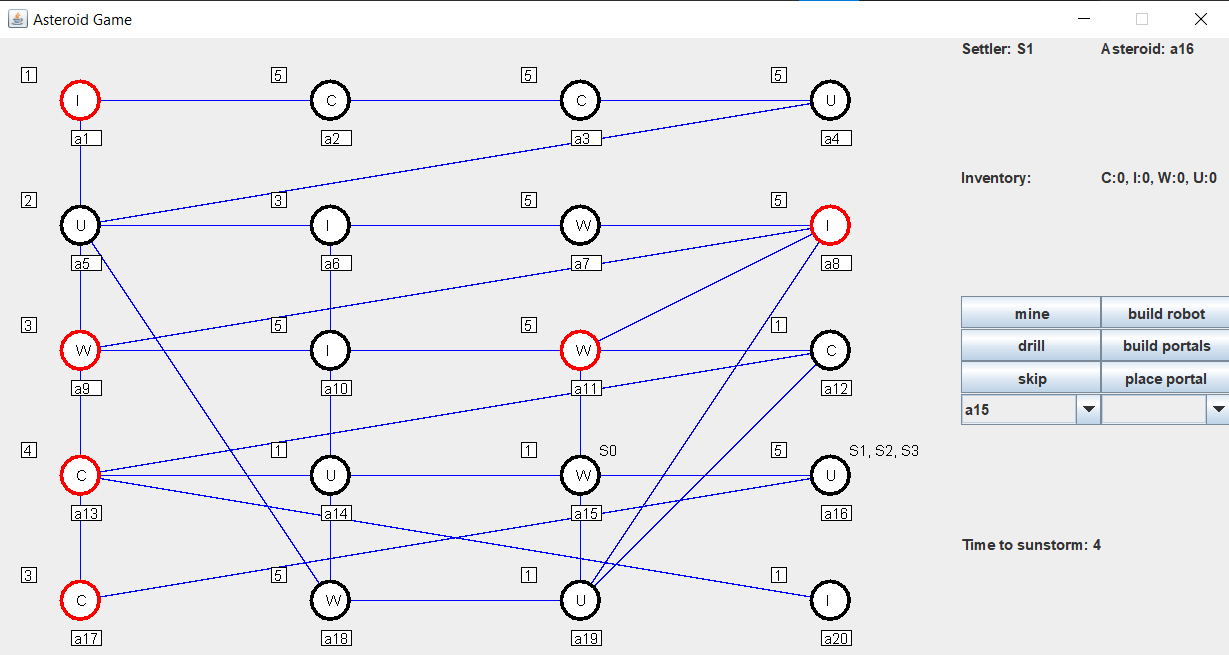 Asteroid Game
Settler: S1 Asteroid: a16
1 5 5 5
I C C U
a1 a2 a3 a4
Inventory: C:0, I:0, W:0, U:0
2 3 5 5
U I W I
a5 a6 a7 a8
mine build robot
3 5 5 1
drill build portals
W I W C
skip place portal
a9 a10 a11 a12
a15
4 1 1 S0 5 S1, S2, S3
C U W U
a13 a14 a15 a16
Time to sunstorm: 4
3 5 1 1
C W U I
a17 a18 a19 a20